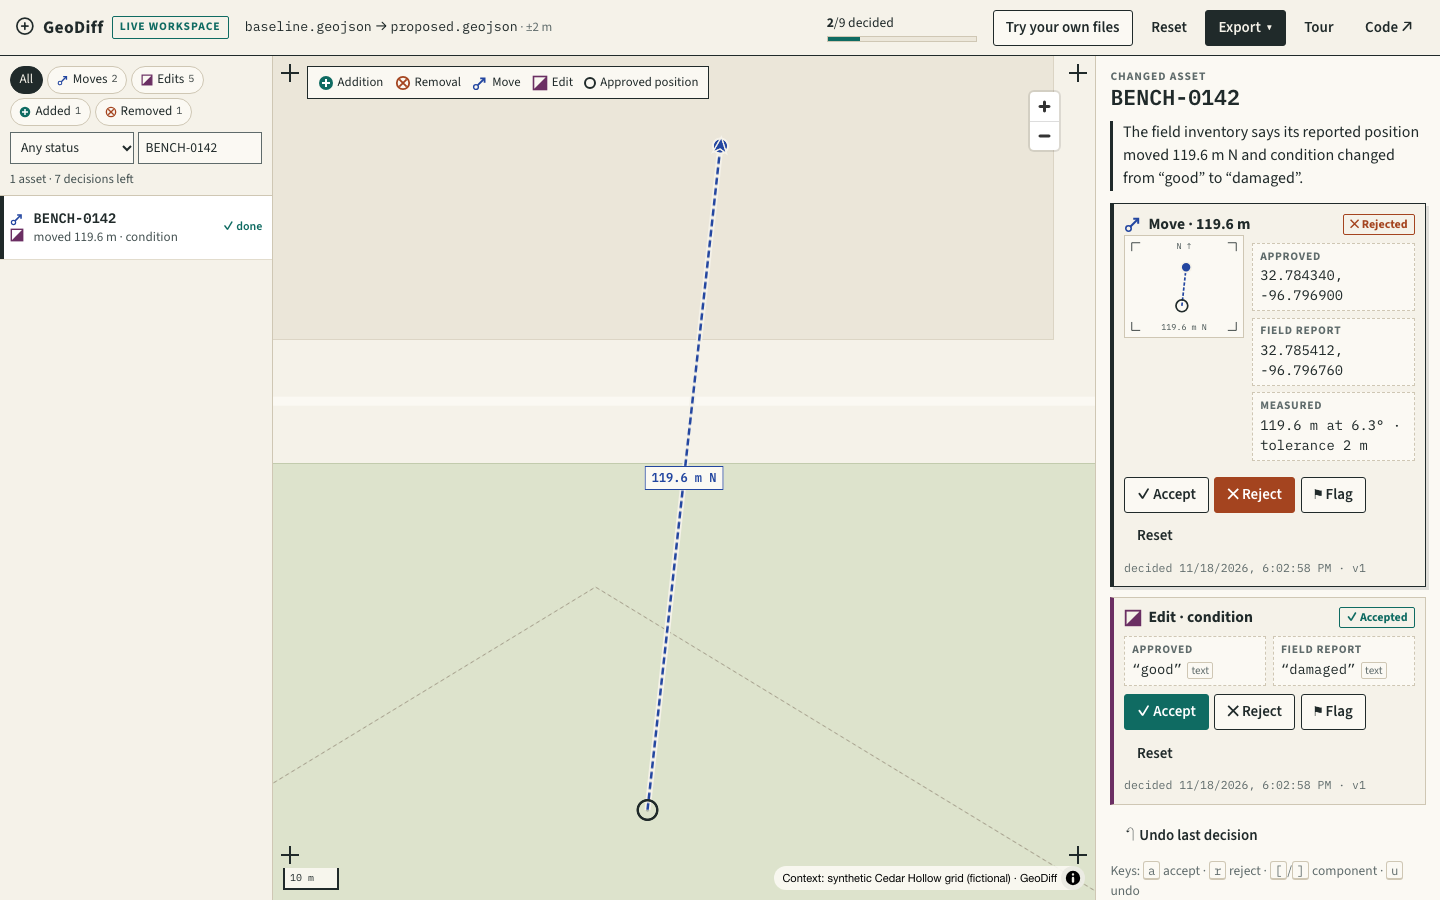 GeoDiff LIVE WORKSPACE baseline.geojson → proposed.geojson · ±2 m 2/9 decided Try your own files Reset Export ▾ Tour Code ↗
All Moves 2 Edits 5
Added 1 Removed 1
Any status BENCH-0142
1 asset · 7 decisions left
BENCH-0142
moved 119.6 m · condition
✓ done
Addition Removal Move Edit Approved position
+
−
119.6 m N
10 m
Context: synthetic Cedar Hollow grid (fictional) · GeoDiff
CHANGED ASSET
BENCH-0142
The field inventory says its reported position
moved 119.6 m N and condition changed
from “good” to “damaged”.
Move · 119.6 m ✕ Rejected
N ↑
119.6 m N
APPROVED
32.784340,
-96.796900
FIELD REPORT
32.785412,
-96.796760
MEASURED
119.6 m at 6.3° ·
tolerance 2 m
✓ Accept ✕ Reject ⚑ Flag
Reset
decided 11/18/2026, 6:02:58 PM · v1
Edit · condition ✓ Accepted
APPROVED
“good” text
FIELD REPORT
“damaged” text
✓ Accept ✕ Reject ⚑ Flag
Reset
decided 11/18/2026, 6:02:58 PM · v1
Undo last decision
Keys: a accept · r reject · [ / ] component · u
undo